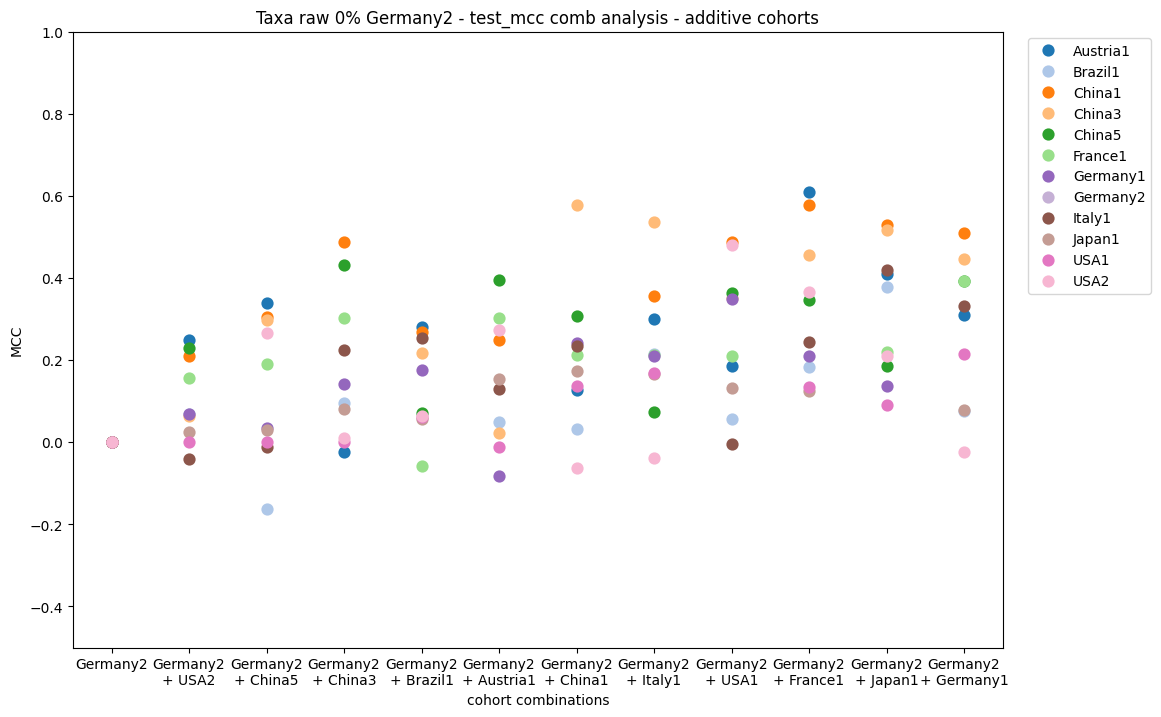 Taxa raw 0% Germany2 - test_mcc comb analysis - additive cohorts
MCC
1.0
0.8
0.6
0.4
0.2
0.0
−0.2
−0.4
Germany2
Germany2
+ USA2
Germany2
+ China5
Germany2
+ China3
Germany2
+ Brazil1
Germany2
+ Austria1
Germany2
+ China1
Germany2
+ Italy1
Germany2
+ USA1
Germany2
+ France1
Germany2
+ Japan1
Germany2
+ Germany1
cohort combinations
Austria1
Brazil1
China1
China3
China5
France1
Germany1
Germany2
Italy1
Japan1
USA1
USA2